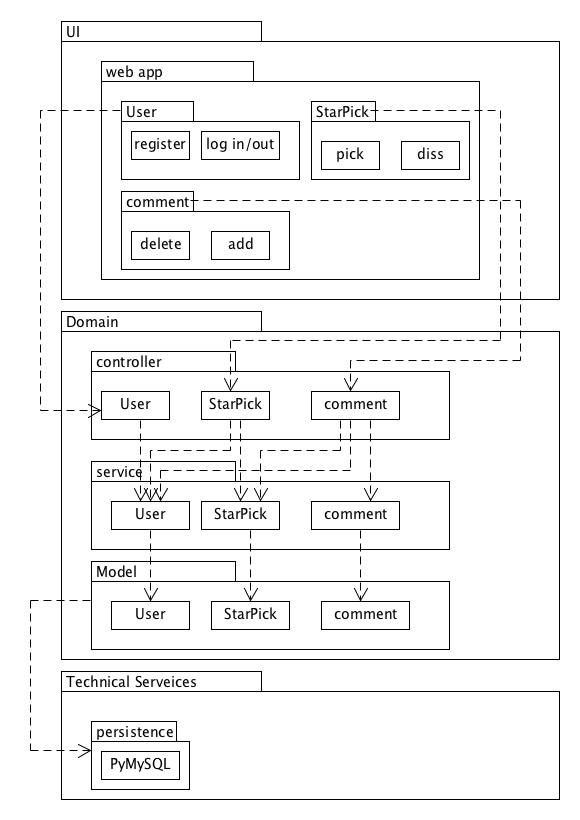 UI
web app
User
StarPick
register
log in/out
pick
diss
comment
delete
add
Domain
controller
User
StarPick
comment
service
User
StarPick
comment
Model
User
StarPick
comment
Technical Serveices
persistence
PyMySQL